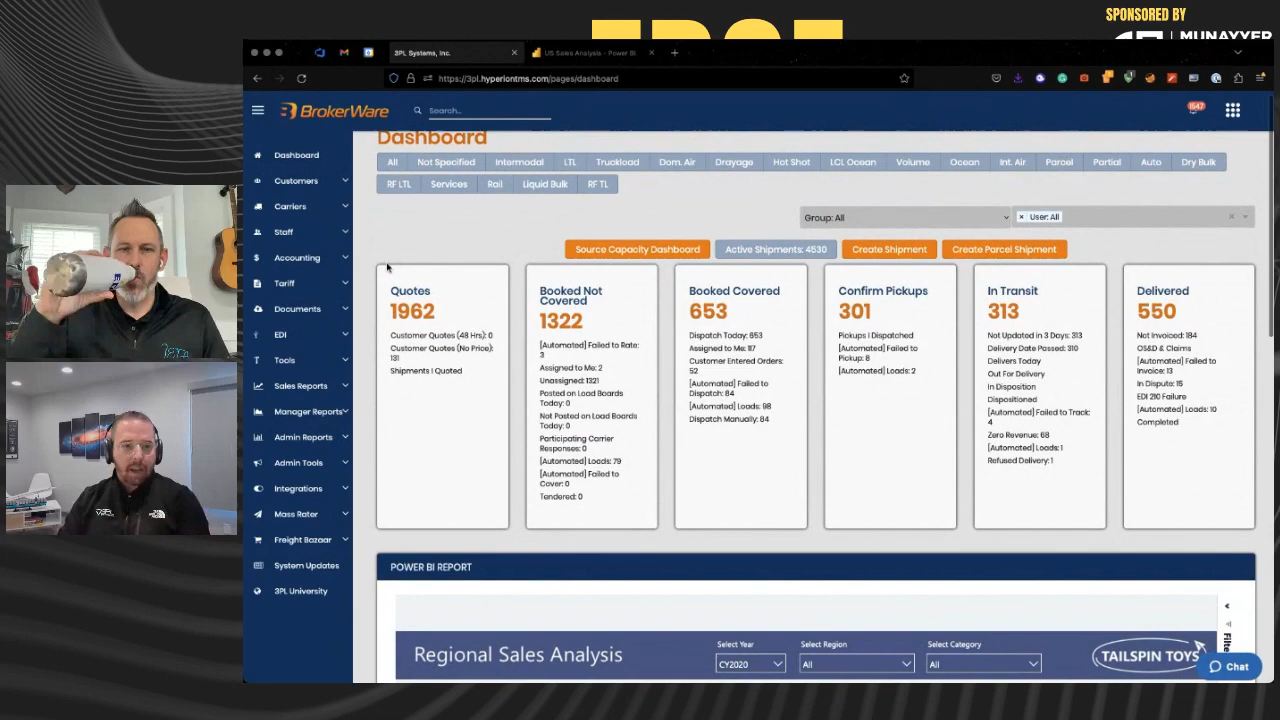 SPONSORED BY
MUNAYYER
3PL Systems, Inc.
US Sales Analysis - Power BI
https://3pl.hyperiontms.com/pages/dashboard
BrokerWare
Search...
1547
Dashboard
Customers
Carriers
Staff
Accounting
Tariff
Documents
EDI
Tools
Sales Reports
Manager Reports
Admin Reports
Admin Tools
Integrations
Mass Rater
Freight Bazaar
System Updates
3PL University
Dashboard
All Not Specified Intermodal LTL Truckload Dom. Air Drayage Hot Shot LCL Ocean Volume Ocean Int. Air Parcel Partial Auto Dry Bulk
RF LTL Services Rail Liquid Bulk RF TL
Group: All
× User: All
Source Capacity Dashboard Active Shipments: 4530 Create Shipment Create Parcel Shipment
Quotes
1962
Customer Quotes (48 Hrs): 0
Customer Quotes (No Price):
131
Shipments I Quoted
Booked Not
Covered
1322
[Automated] Failed to Rate:
3
Assigned to Me: 2
Unassigned: 1321
Posted on Load Boards
Today: 0
Not Posted on Load Boards
Today: 0
Participating Carrier
Responses: 0
[Automated] Loads: 79
[Automated] Failed to
Cover: 0
Tendered: 0
Booked Covered
653
Dispatch Today: 653
Assigned to Me: 117
Customer Entered Orders:
52
[Automated] Failed to
Dispatch: 84
[Automated] Loads: 98
Dispatch Manually: 84
Confirm Pickups
301
Pickups I Dispatched
[Automated] Failed to
Pickup: 8
[Automated] Loads: 2
In Transit
313
Not Updated in 3 Days: 313
Delivery Date Passed: 310
Delivers Today
Out For Delivery
In Disposition
Dispositioned
[Automated] Failed to Track:
4
Zero Revenue: 68
[Automated] Loads: 1
Refused Delivery: 1
Delivered
550
Not Invoiced: 184
OS&D & Claims
[Automated] Failed to
Invoice: 13
In Dispute: 15
EDI 210 Failure
[Automated] Loads: 10
Completed
POWER BI REPORT
Regional Sales Analysis
Select Year
CY2020
Select Region
All
Select Category
All
TAILSPIN TOYS
Chat